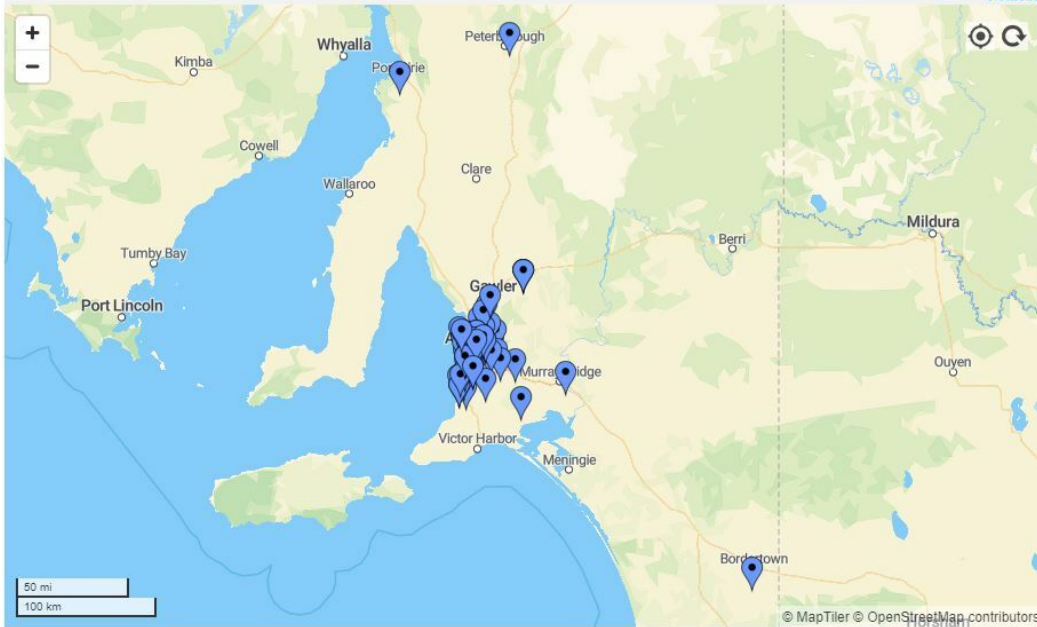 +
−
Whyalla
Kimba
Cowell
Wallaroo
Clare
Tumby Bay
Port Lincoln
Berri
Mildura
Ouyen
Victor Harbor
Meningie
50 mi
100 km
© MapTiler © OpenStreetMap contributors